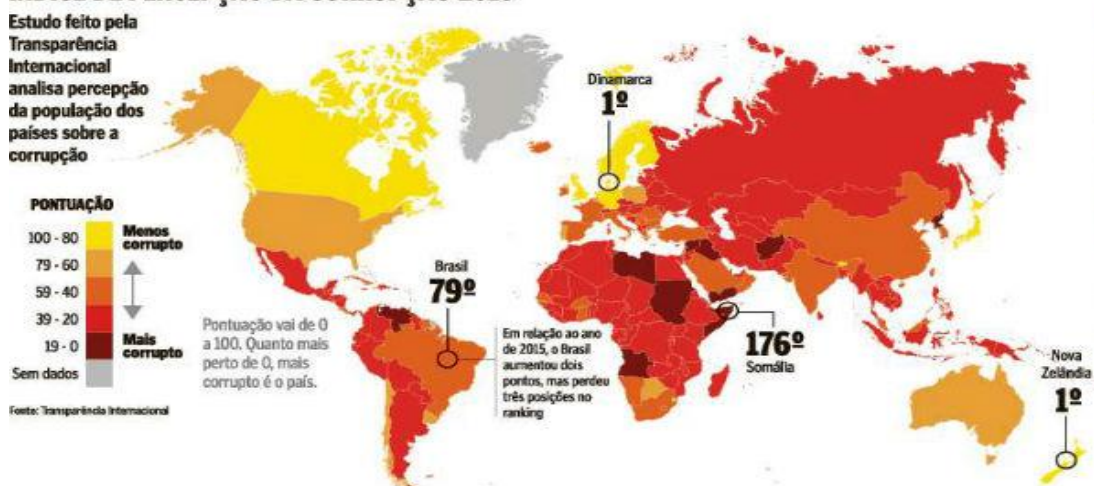 Estudo feito pela
Transparência
Internacional
analisa percepção
da população dos
países sobre a
corrupção
PONTUAÇÃO
100 - 80
79 - 60
59 - 40
39 - 20
19 - 0
Sem dados
Menos
corrupto
Mais
corrupto
Fonte: Transparência Internacional
Pontuação vai de 0
a 100. Quanto mais
perto de 0, mais
corrupto é o país.
Brasil
79º
Em relação ao ano
de 2015, o Brasil
aumentou dois
pontos, mas perdeu
três posições no
ranking
Dinamarca
1º
176º
Somália
Nova
Zelândia
1º